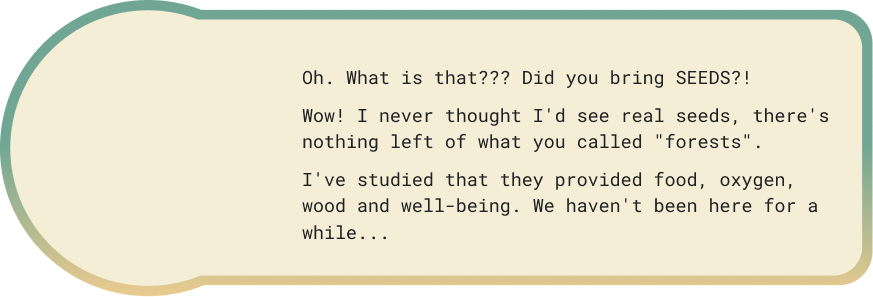 Oh. What is that??? Did you bring SEEDS?!
Wow! I never thought I'd see real seeds, there's
nothing left of what you called "forests".
I've studied that they provided food, oxygen,
wood and well-being. We haven't been here for a
while...